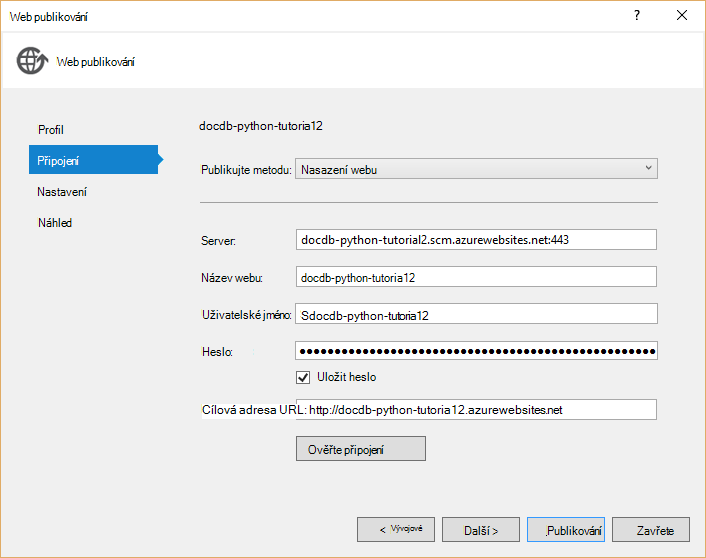 Web publikování
?
Web publikování
Profil
Připojení
Nastavení
Náhled
docdb-python-tutoria12
Publikujte metodu: Nasazení webu
Server: docdb-python-tutorial2.scm.azurewebsites.net:443
Název webu: docdb-python-tutoria12
Uživatelské jméno: Sdocdb-python-tutoria12
Heslo: ●●●●●●●●●●●●●●●●●●●●●●●●●●●●●●●●●●●●●●●●●●●●●●●●●●
Uložit heslo
Cílová adresa URL: http://docdb-python-tutoria12.azurewebsites.net
Ověřte připojení
< Vývojové
Další >
Publikování
Zavřete